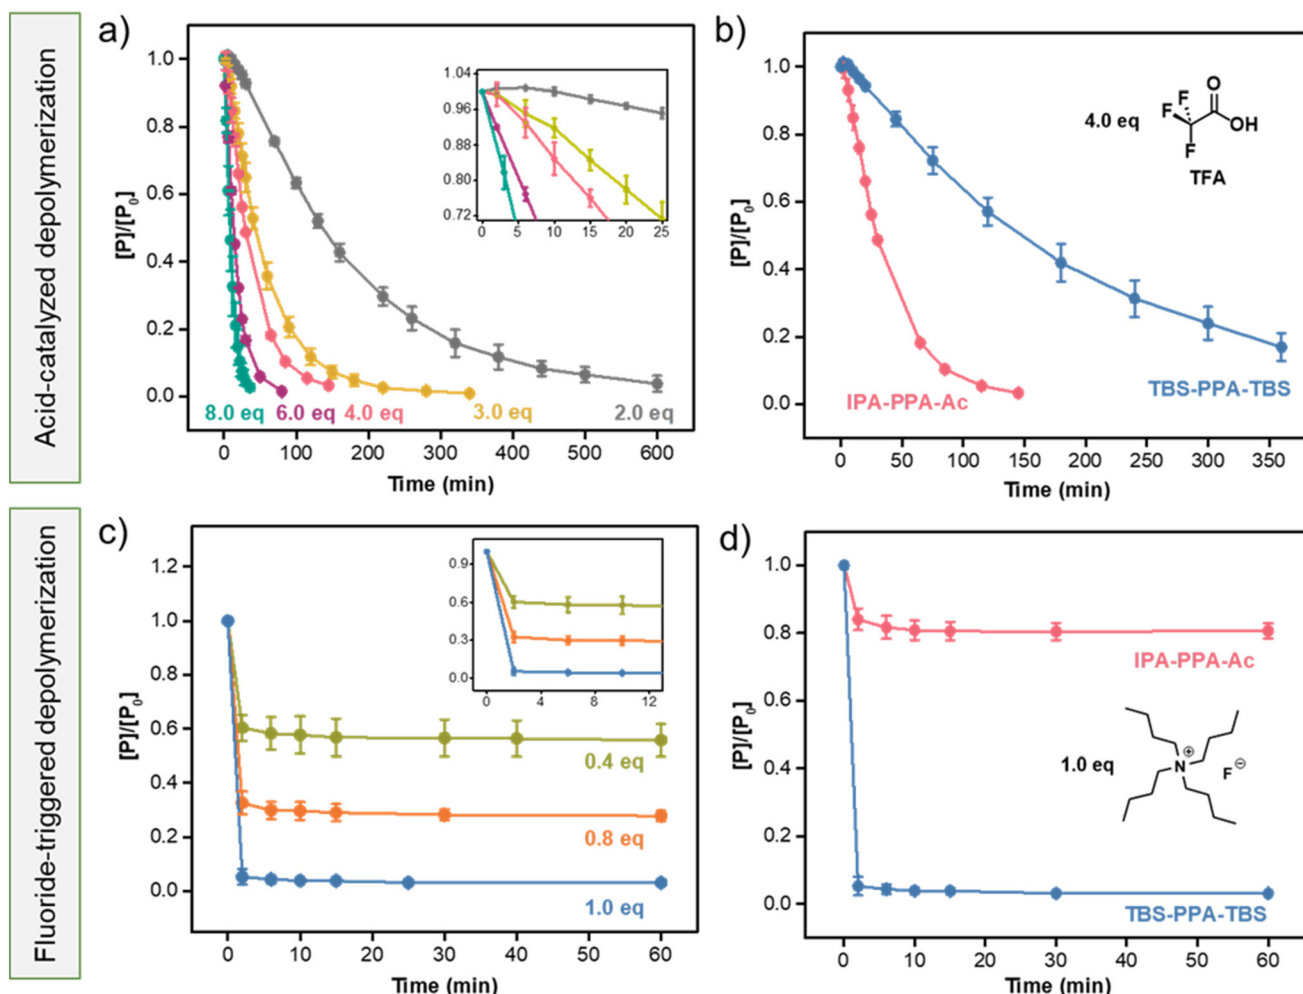 Acid-catalyzed depolymerization
a)
[P]/[P0]
1.0
0.8
0.6
0.4
0.2
0.0
1.04
0.96
0.88
0.80
0.72
0 5 10 15 20 25
8.0 eq 6.0 eq 4.0 eq 3.0 eq 2.0 eq
0 100 200 300 400 500 600
Time (min)
b)
[P]/[P0]
1.0
0.8
0.6
0.4
0.2
0.0
4.0 eq
F
F
F
O
OH
TFA
IPA-PPA-Ac
TBS-PPA-TBS
0 50 100 150 200 250 300 350
Time (min)
Fluoride-triggered depolymerization
c)
[P]/[P0]
1.2
1.0
0.8
0.6
0.4
0.2
0.0
0.9
0.6
0.3
0.0
0 4 8 12
0.4 eq
0.8 eq
1.0 eq
0 10 20 30 40 50 60
Time (min)
d)
[P]/[P0]
1.0
0.8
0.6
0.4
0.2
0.0
IPA-PPA-Ac
1.0 eq
N ⊕
F ⊖
TBS-PPA-TBS
0 10 20 30 40 50 60
Time (min)